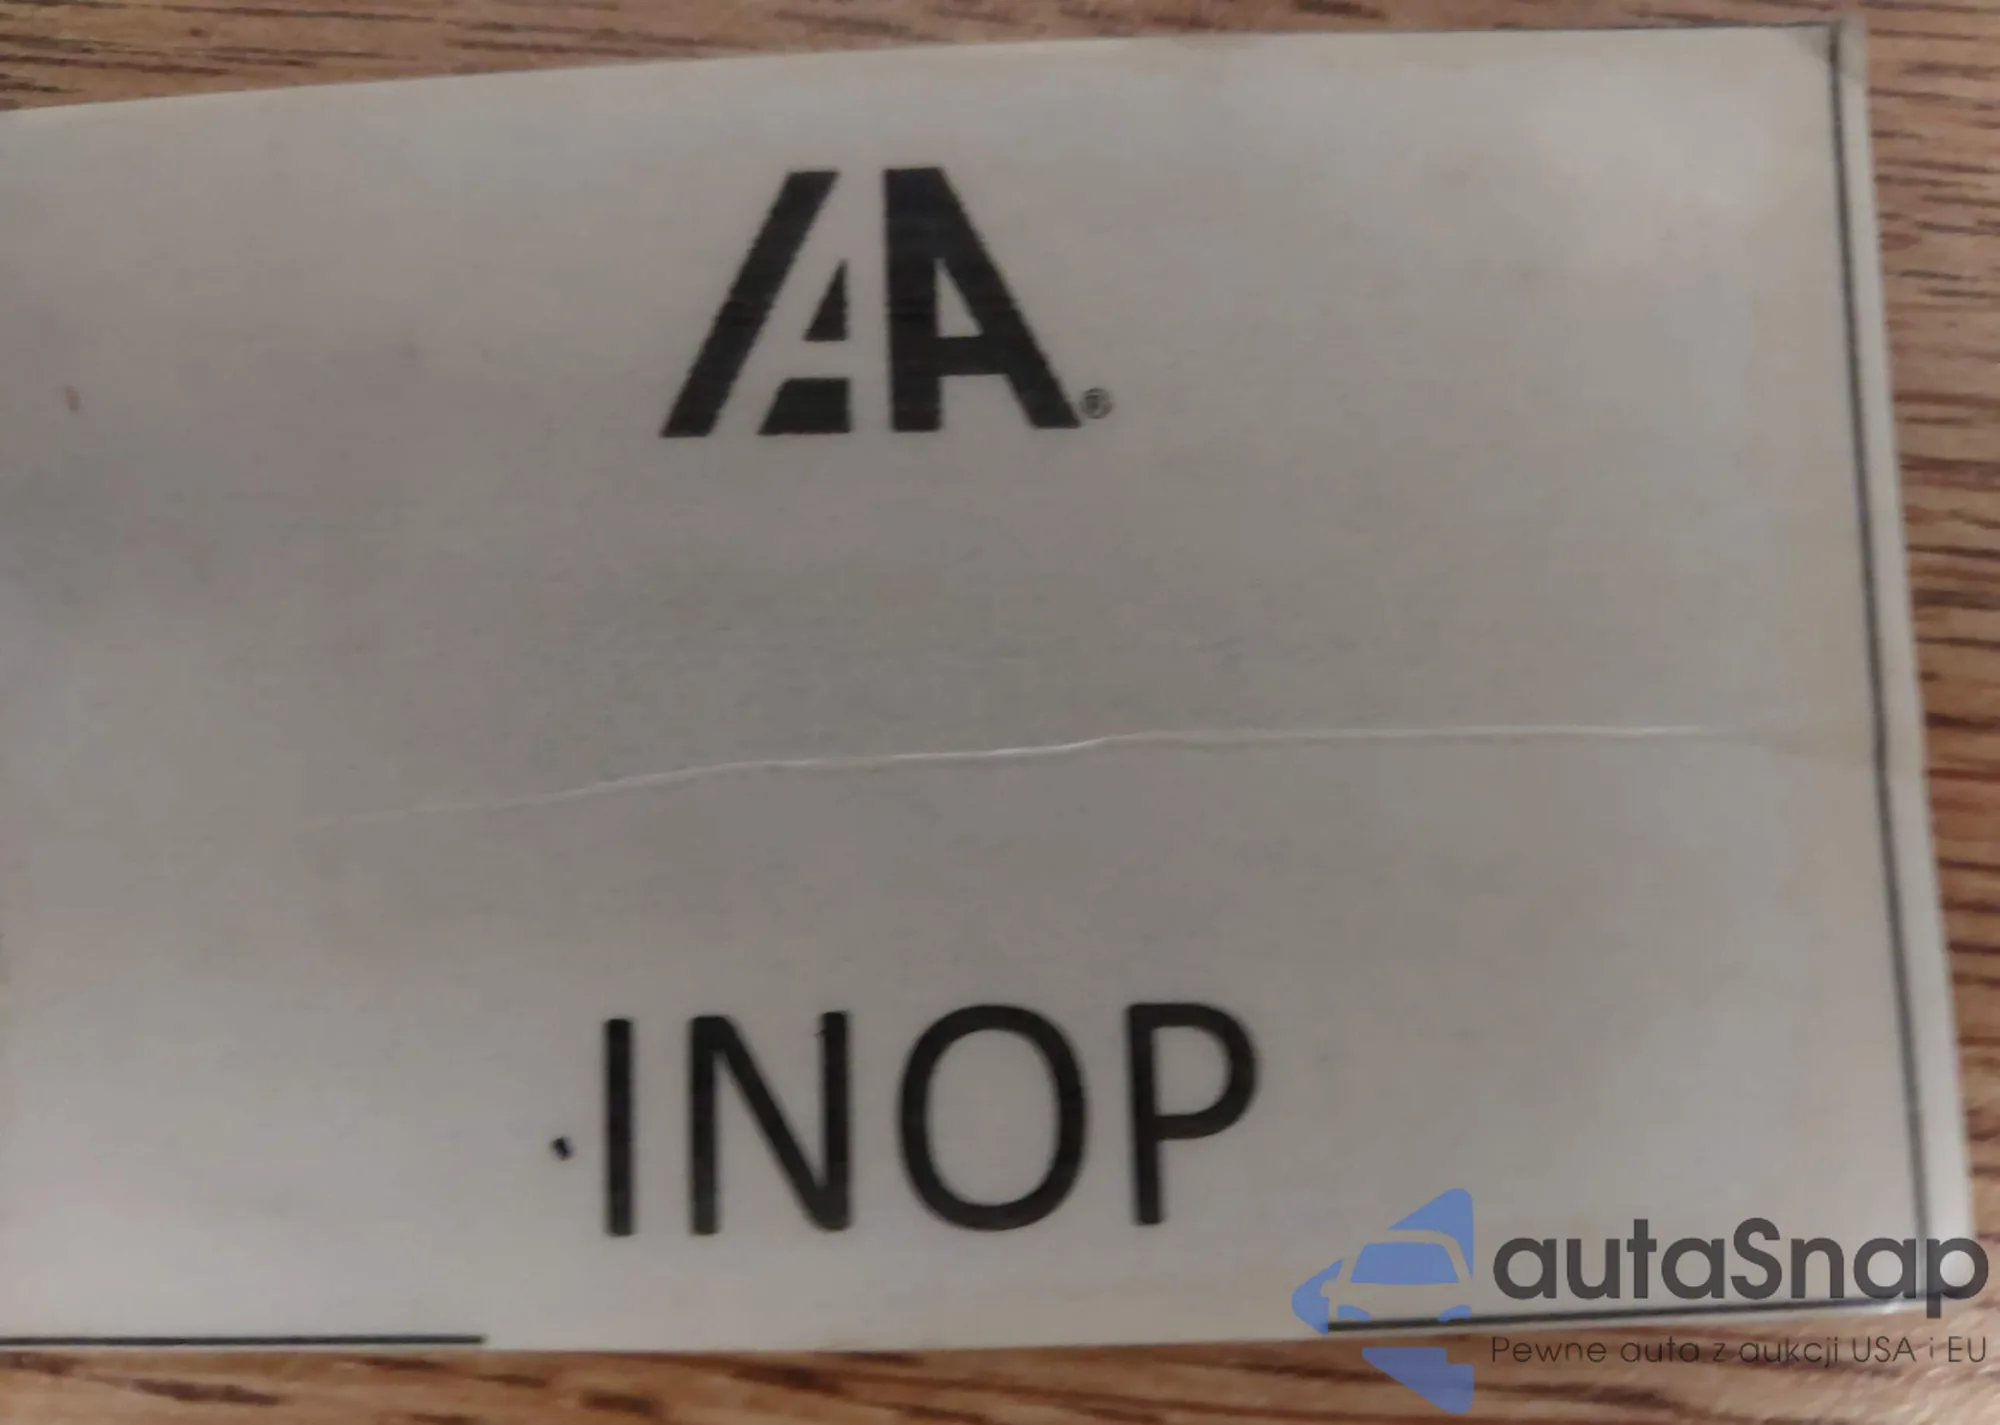 IAA®
INOP
autaSnap
Pewne auta z aukcji USA i EU